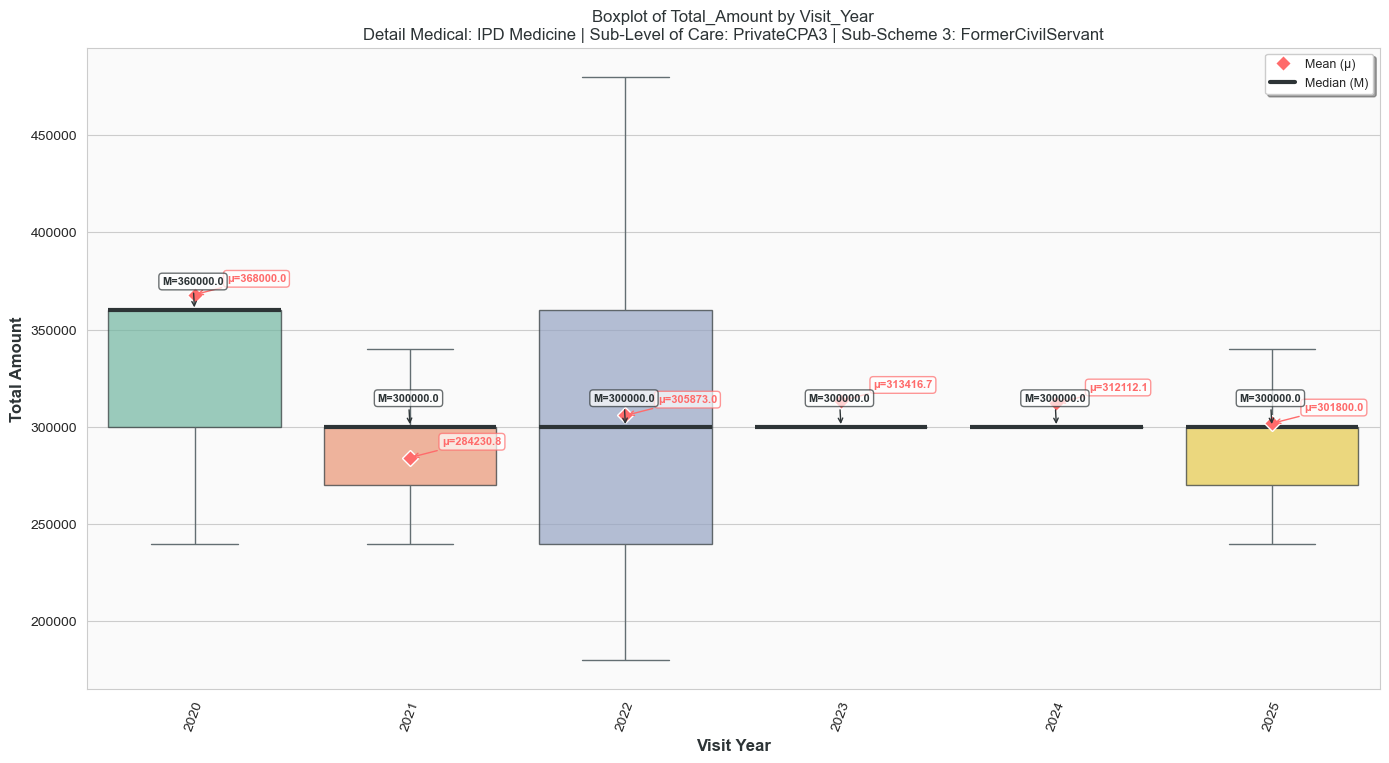 Boxplot of Total_Amount by Visit_Year
Detail Medical: IPD Medicine | Sub-Level of Care: PrivateCPA3 | Sub-Scheme 3: FormerCivilServant
Mean (μ)
Median (M)
Total Amount
450000
400000
350000
300000
250000
200000
M=360000.0
μ=368000.0
M=300000.0
μ=284230.8
M=300000.0
μ=305873.0
M=300000.0
μ=313416.7
M=300000.0
μ=312112.1
M=300000.0
μ=301800.0
2020
2021
2022
2023
2024
2025
Visit Year